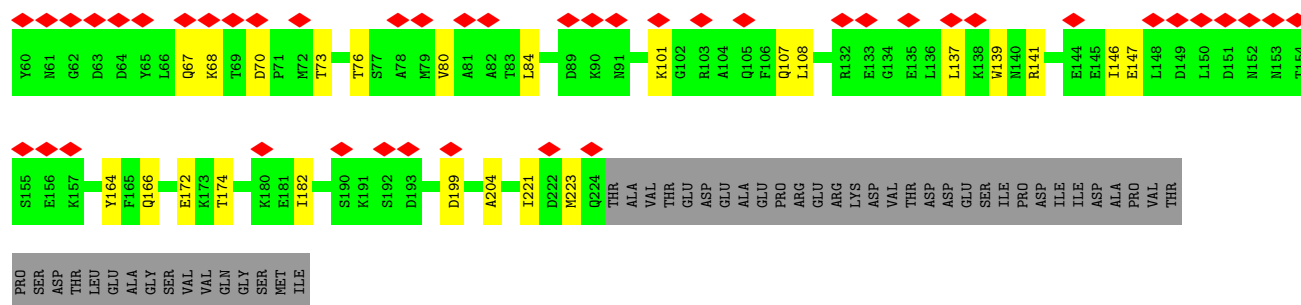 Y60 N61 G62 D63 D64 Y65 L66 Q67 K68 T69 D70 P71 M72 T73 T76 S77 A78 M79 V80 A81 A82 T83 L84 D89 K90 N91 K101 G102 R103 A104 Q105 F106 Q107 L108 R132 E133 G134 E135 L136 L137 K138 W139 N140 R141 E144 E145 I146 E147 L148 D149 L150 D151 N152 N153 T154
S155 E156 K157 Y164 F165 Q166 E172 K173 T174 K180 E181 I182 S190 K191 S192 D193 D199 A204 I221 D222 M223 Q224 THR ALA VAL THR GLU ASP GLU ALA GLU PRO ARG GLU ARG LYS ASP VAL THR ASP ASP GLU SER ILE PRO ASP ILE ILE ASP ALA PRO VAL THR
PRO SER ASP THR LEU GLU ALA GLY SER VAL VAL GLN GLY SER MET ILE